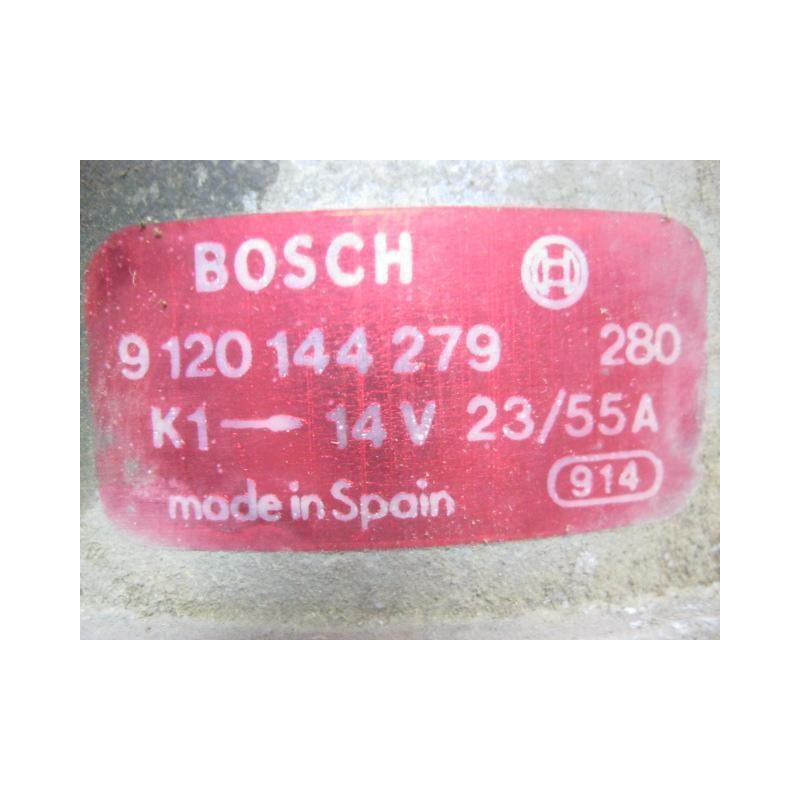 BOSCH
9 120 144 279 280
K1 → 14 V 23/55A
made in Spain 914